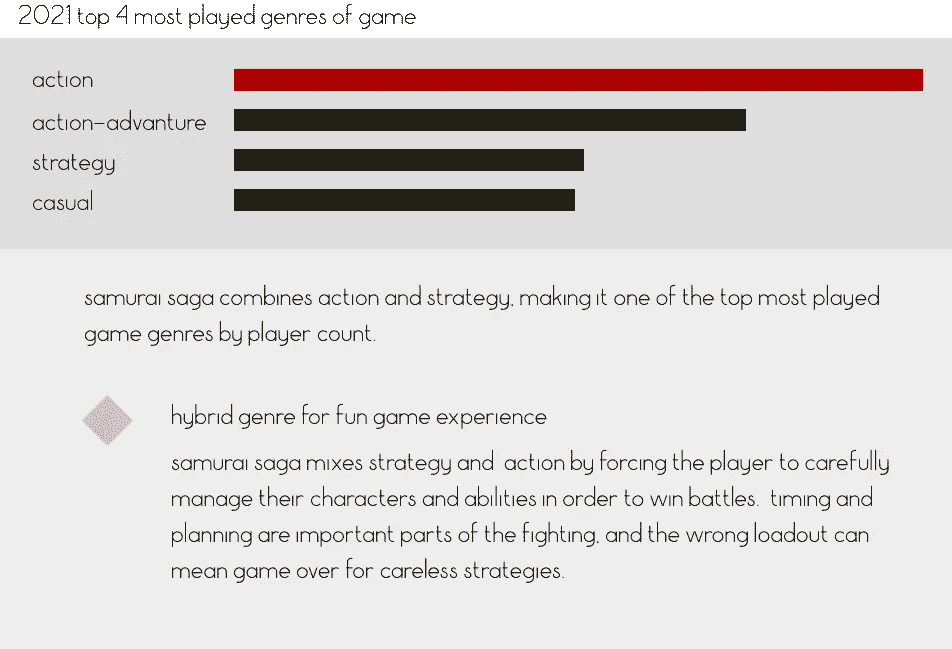 2021 top 4 most played genres of game
action
action-advanture
strategy
casual
samurai saga combines action and strategy, making it one of the top most played
game genres by player count.
hybrid genre for fun game experience
samurai saga mixes strategy and action by forcing the player to carefully
manage their characters and abilities in order to win battles. timing and
planning are important parts of the fighting, and the wrong loadout can
mean game over for careless strategies.